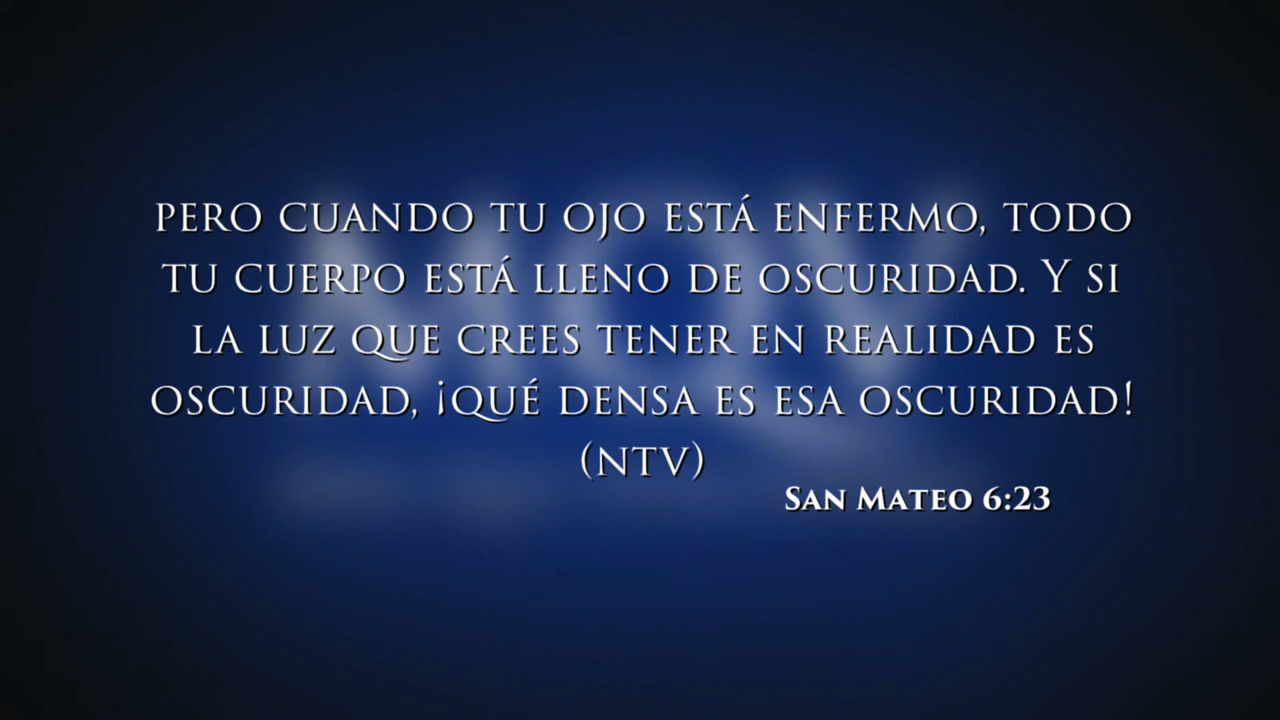 PERO CUANDO TU OJO ESTÁ ENFERMO, TODO
TU CUERPO ESTÁ LLENO DE OSCURIDAD. Y SI
LA LUZ QUE CREES TENER EN REALIDAD ES
OSCURIDAD, ¡QUÉ DENSA ES ESA OSCURIDAD!
(NTV)
SAN MATEO 6:23